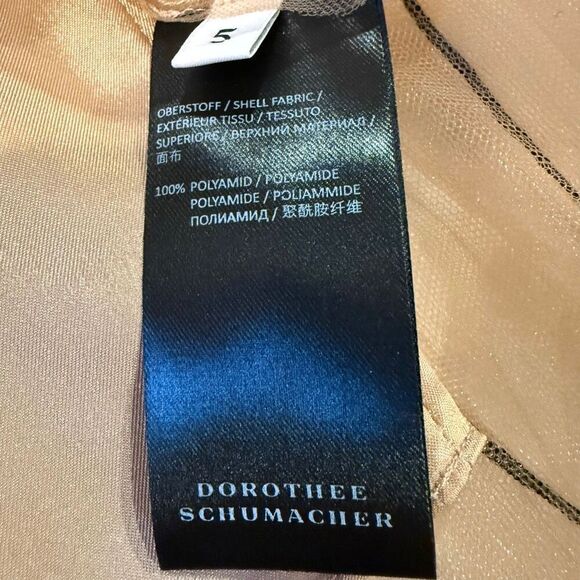 5
OBERSTOFF / SHELL FABRIC /
EXTÉRIEUR TISSU / TESSUTO
SUPERIORS / ВЕРХНИЙ МАТЕРИАЛ /
面布
100% POLYAMID / POLYAMIDE
POLYAMIDE / POLIAMMIDE
ПОЛИАМИД / 聚酰胺纤维
DOROTHEE
SCHUMACHER